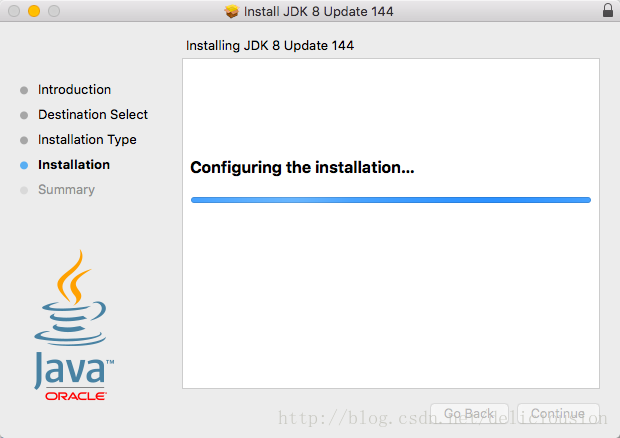 Install JDK 8 Update 144
Installing JDK 8 Update 144
Introduction
Destination Select
Installation Type
Installation
Summary
Configuring the installation...
Java™
ORACLE®
Go Back
Continue
http://blog.csdn.net/deliciousion